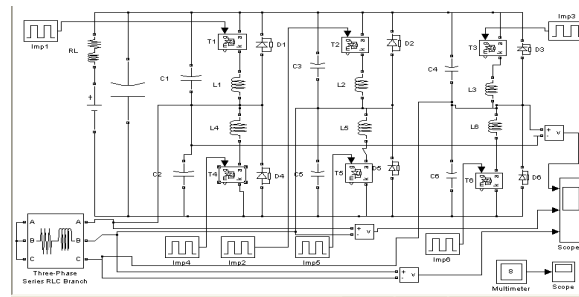 Imp1
Imp3
RL
+
C1
T1
D1
L1
L4
C2
T4
D4
C3
T2
D2
L2
L5
C5
T5
D5
C4
T3
D3
L3
L6
C6
T6
D6
+
-
v
A A
B B
C C
Three-Phase
Series RLC Branch
Imp4
Imp2
Imp5
Imp6
+
-
v
+
-
v
Scope
8
Multimeter
Scope